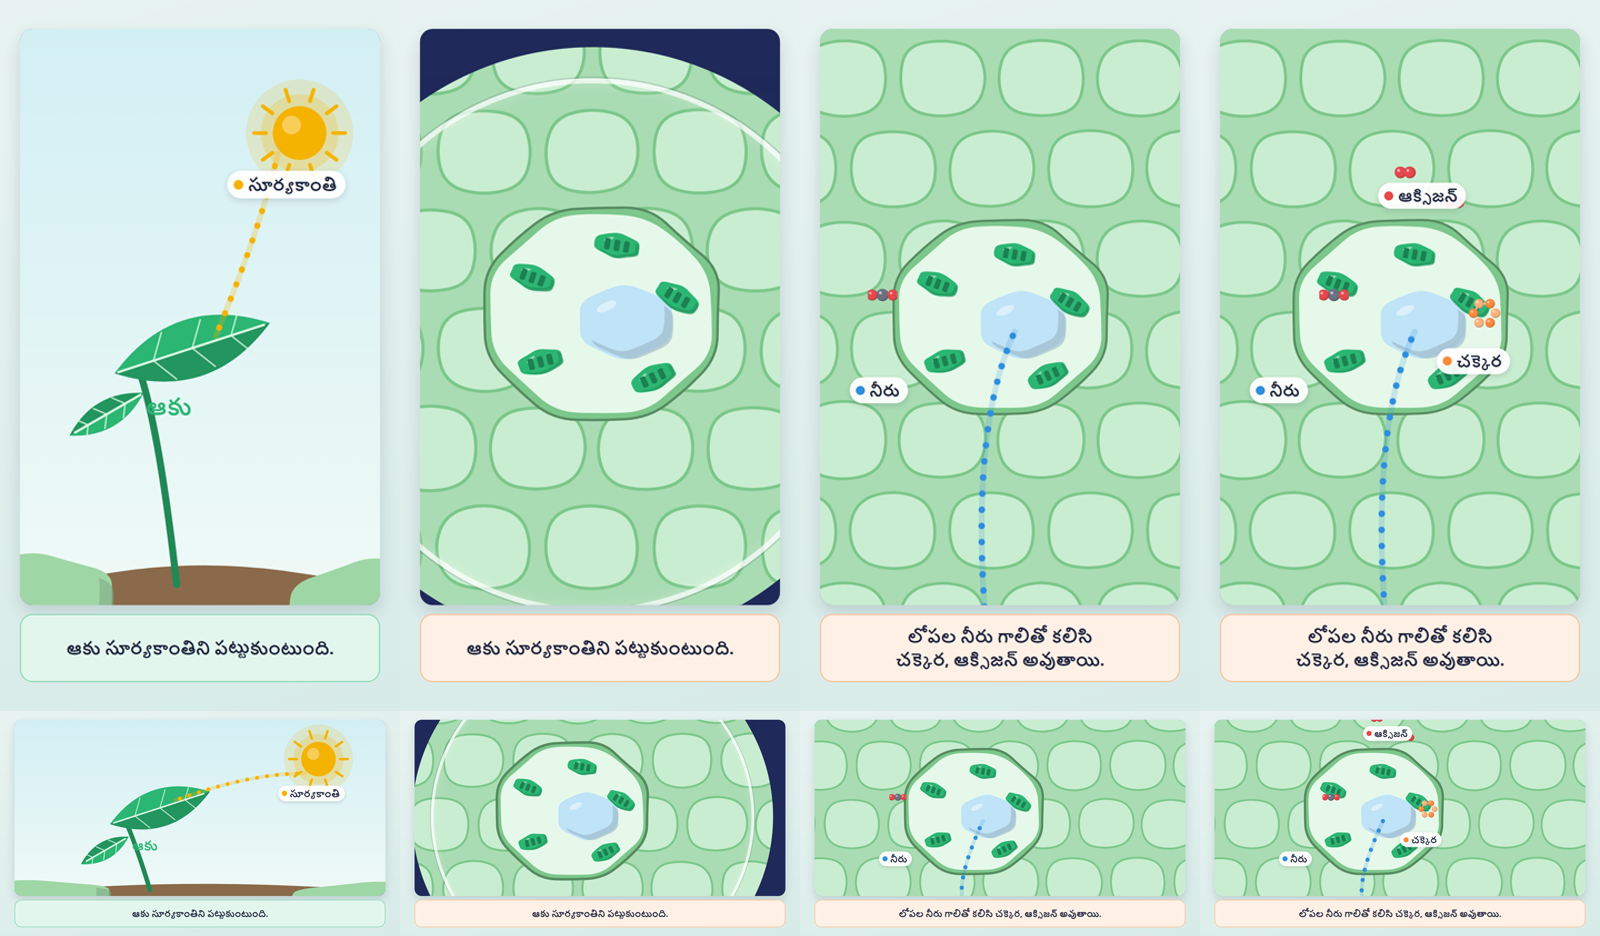 సూర్యకాంతి
ఆకు
ఆకు సూర్యకాంతిని పట్టుకుంటుంది.
ఆకు సూర్యకాంతిని పట్టుకుంటుంది.
నీరు
లోపల నీరు గాలితో కలిసి
చక్కెర, ఆక్సిజన్ అవుతాయి.
ఆక్సిజన్
చక్కెర
నీరు
లోపల నీరు గాలితో కలిసి
చక్కెర, ఆక్సిజన్ అవుతాయి.
సూర్యకాంతి
ఆకు
ఆకు సూర్యకాంతిని పట్టుకుంటుంది.
ఆకు సూర్యకాంతిని పట్టుకుంటుంది.
నీరు
లోపల నీరు గాలితో కలిసి చక్కెర, ఆక్సిజన్ అవుతాయి.
ఆక్సిజన్
చక్కెర
నీరు
లోపల నీరు గాలితో కలిసి చక్కెర, ఆక్సిజన్ అవుతాయి.